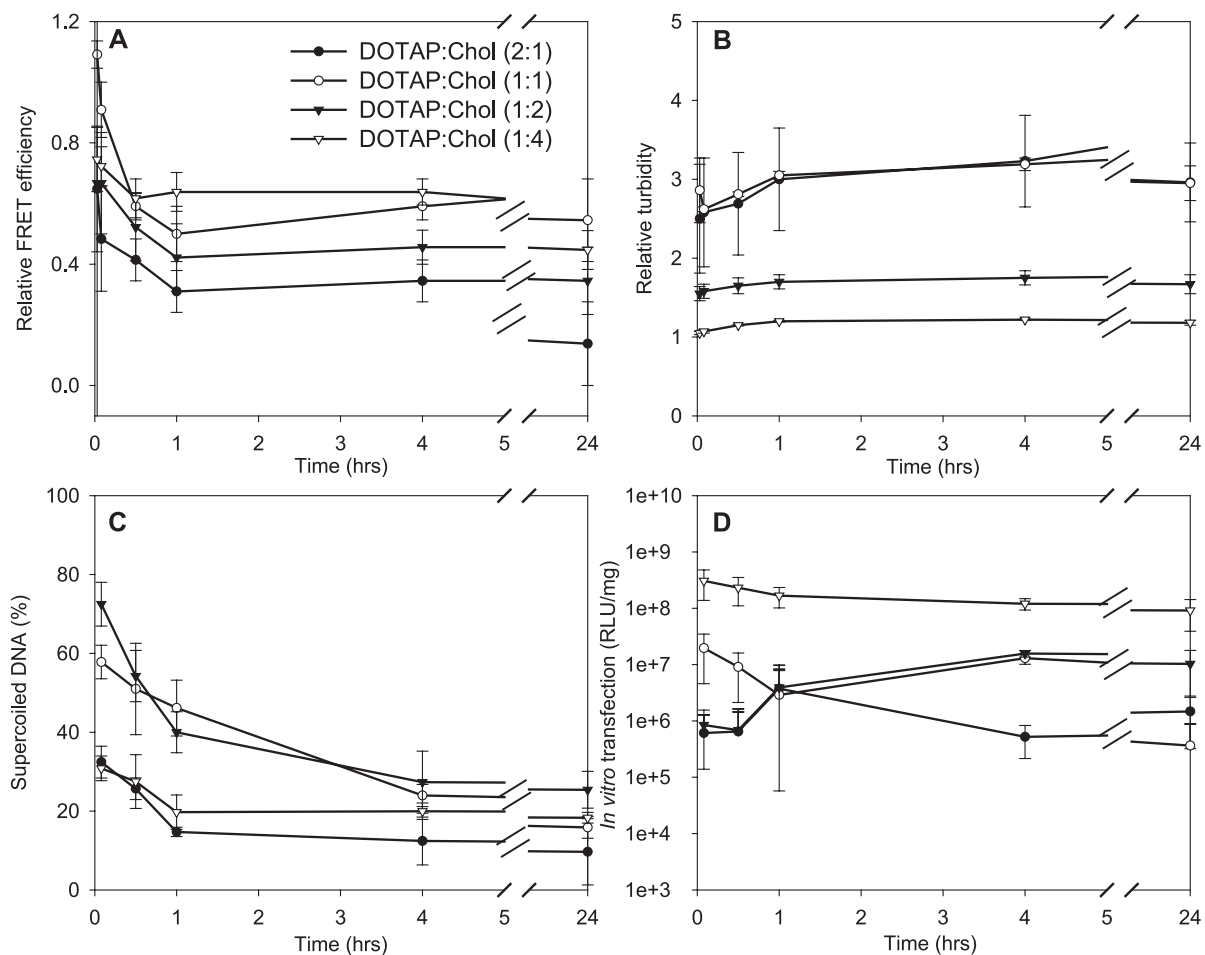 A
DOTAP:Chol (2:1)
DOTAP:Chol (1:1)
DOTAP:Chol (1:2)
DOTAP:Chol (1:4)
Relative FRET efficiency
1.2
0.8
0.4
0.0
0 1 2 3 4 5 24
Time (hrs)
B
Relative turbidity
5
4
3
2
1
0
0 1 2 3 4 5 24
Time (hrs)
C
Supercoiled DNA (%)
100
80
60
40
20
0
0 1 2 3 4 5 24
Time (hrs)
D
In vitro transfection (RLU/mg)
1e+10
1e+9
1e+8
1e+7
1e+6
1e+5
1e+4
1e+3
0 1 2 3 4 5 24
Time (hrs)